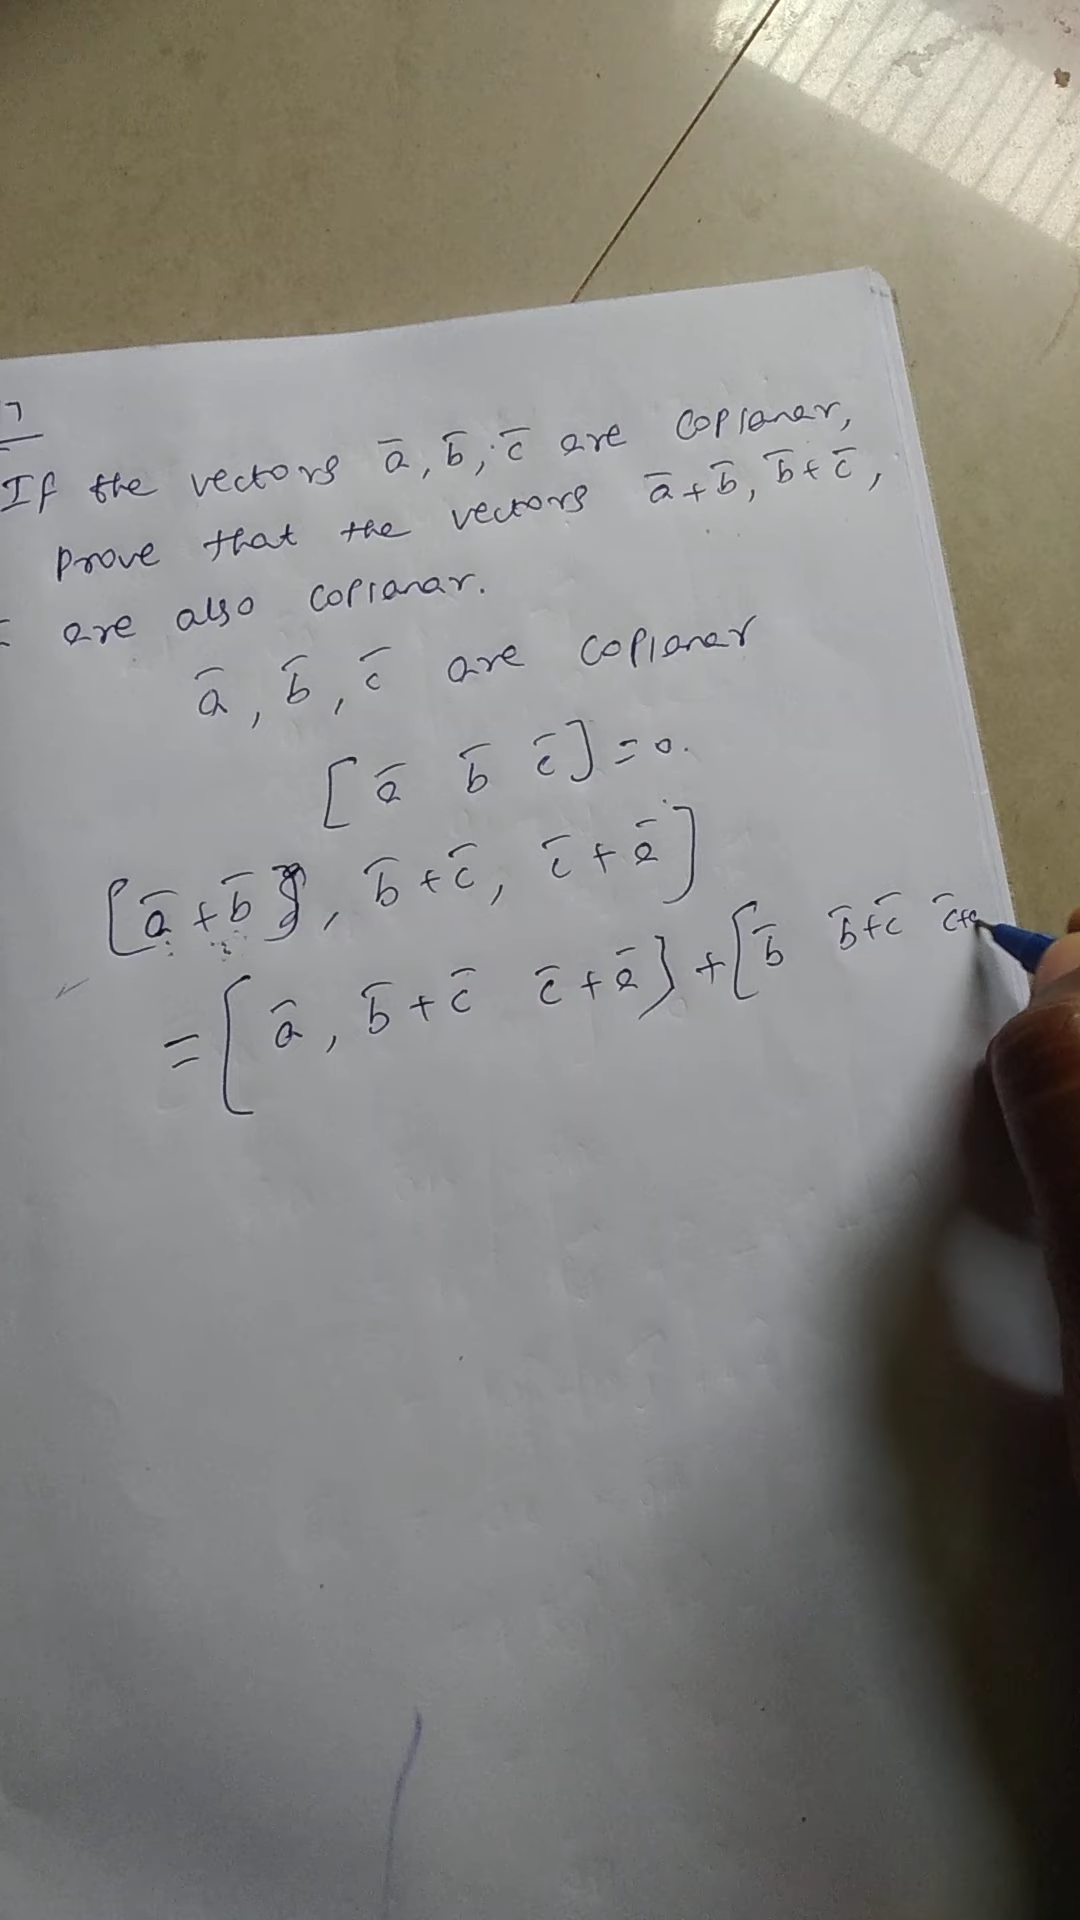 7
If the vectors a̅, b̅, c̅ are coplanar,
prove that the vectors a̅+b̅, b̅+c̅,
are also coplanar.
a̅, b̅, c̅ are coplanar
[a̅ b̅ c̅]=0.
[a̅+b̅, b̅+c̅, c̅+a̅]
=[a̅, b̅+c̅ c̅+a̅]+[b̅ b̅+c̅ c̅+a